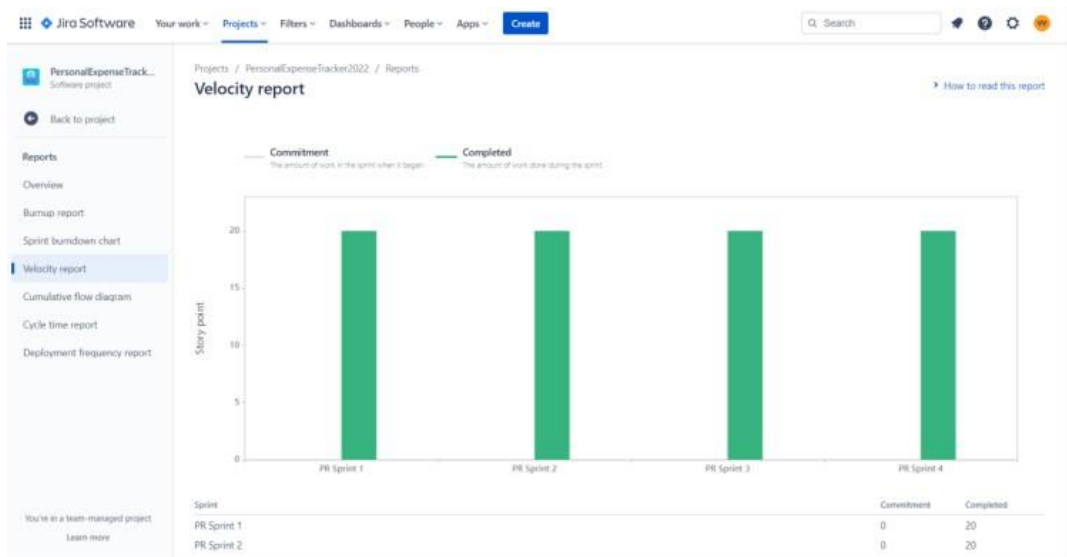 Jira Software Your work Projects Filters Dashboards People Apps Create Search
PersonalExpenseTrack...
Software project
Back to project
Reports
Overview
Burnup report
Sprint burndown chart
Velocity report
Cumulative flow diagram
Cycle time report
Deployment frequency report
You're in a team-managed project
Learn more
Projects / PersonalExpenseTracker2022 / Reports
Velocity report
How to read this report
Commitment
The amount of work in the sprint when it began.
Completed
The amount of work done during the sprint.
Story point
20
15
10
5
0
PR Sprint 1 PR Sprint 2 PR Sprint 3 PR Sprint 4
Sprint Commitment Completed
PR Sprint 1 0 20
PR Sprint 2 0 20